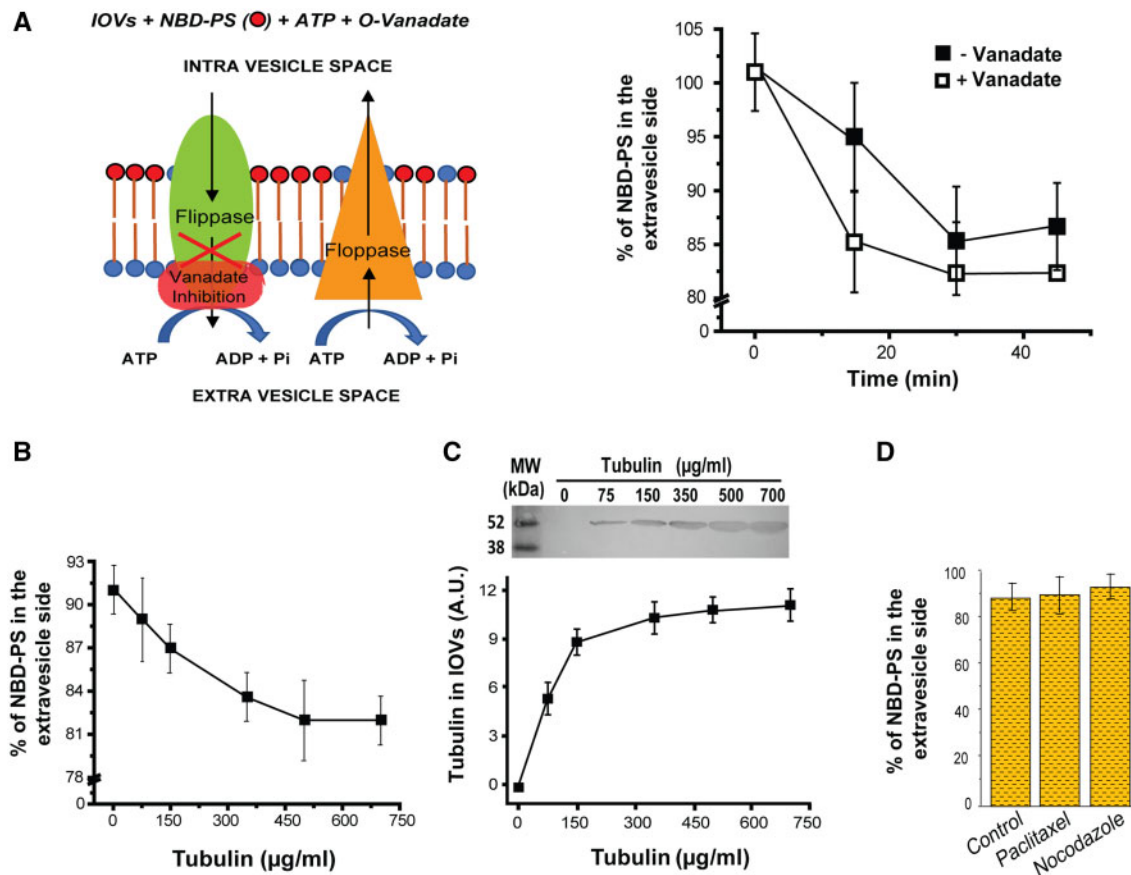 A
IOVs + NBD-PS ( ) + ATP + O-Vanadate
INTRA VESICLE SPACE
Flippase
Floppase
Vanadate
Inhibition
ATP
ADP + Pi
ATP
ADP + Pi
EXTRA VESICLE SPACE
105
100
95
90
85
80
0
% of NBD-PS in the
extravesicle side
- Vanadate
+ Vanadate
0
20
40
Time (min)
B
93
90
87
84
81
78
0
% of NBD-PS in the
extravesicle side
0
150
300
450
600
750
Tubulin (µg/ml)
C
MW
(kDa)
Tubulin (µg/ml)
0 75 150 350 500 700
52
38
12
9
6
3
0
Tubulin in IOVs (A.U.)
0
150
300
450
600
750
Tubulin (µg/ml)
D
100
80
60
40
20
0
% of NBD-PS in the
extravesicle side
Control
Paclitaxel
Nocodazole